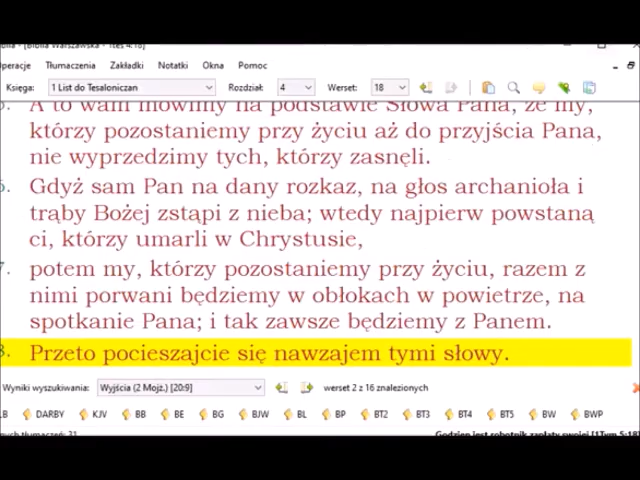 [Biblia Warszawska - 1Tes 4:18]
Operacje Tłumaczenia Zakładki Notatki Okna Pomoc
Księga: 1 List do Tesaloniczan Rozdział: 4 Werset: 18
A to wam mówimy na podstawie Słowa Pana, że my,
którzy pozostaniemy przy życiu aż do przyjścia Pana,
nie wyprzedzimy tych, którzy zasnęli.
6. Gdyż sam Pan na dany rozkaz, na głos archanioła i
trąby Bożej zstąpi z nieba; wtedy najpierw powstaną
ci, którzy umarli w Chrystusie,
7. potem my, którzy pozostaniemy przy życiu, razem z
nimi porwani będziemy w obłokach w powietrze, na
spotkanie Pana; i tak zawsze będziemy z Panem.
8. Przeto pocieszajcie się nawzajem tymi słowy.
Wyniki wyszukiwania: Wyjścia (2 Mojż.) [20:9] werset 2 z 16 znalezionych
LB DARBY KJV BB BE BG BJW BL BP BT2 BT3 BT4 BT5 BW BWP
tłumaczeń: 31 Godzien jest robotnik zapłaty swojej [1Tym 5:18]